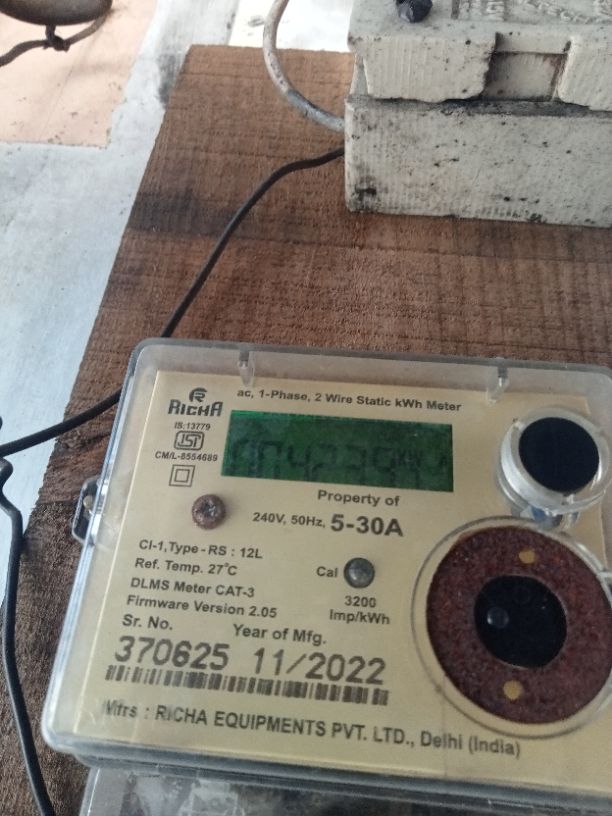 ac, 1-Phase, 2 Wire Static kWh Meter
RICHA
IS:13779
ISI
CM/L-8554689
Property of
240V, 50Hz, 5-30A
Cl-1,Type - RS : 12L
Ref. Temp. 27°C
DLMS Meter CAT-3
Firmware Version 2.05
Cal
3200
Imp/kWh
Sr. No. Year of Mfg.
370625 11/2022
Mfrs : RICHA EQUIPMENTS PVT. LTD., Delhi (India)